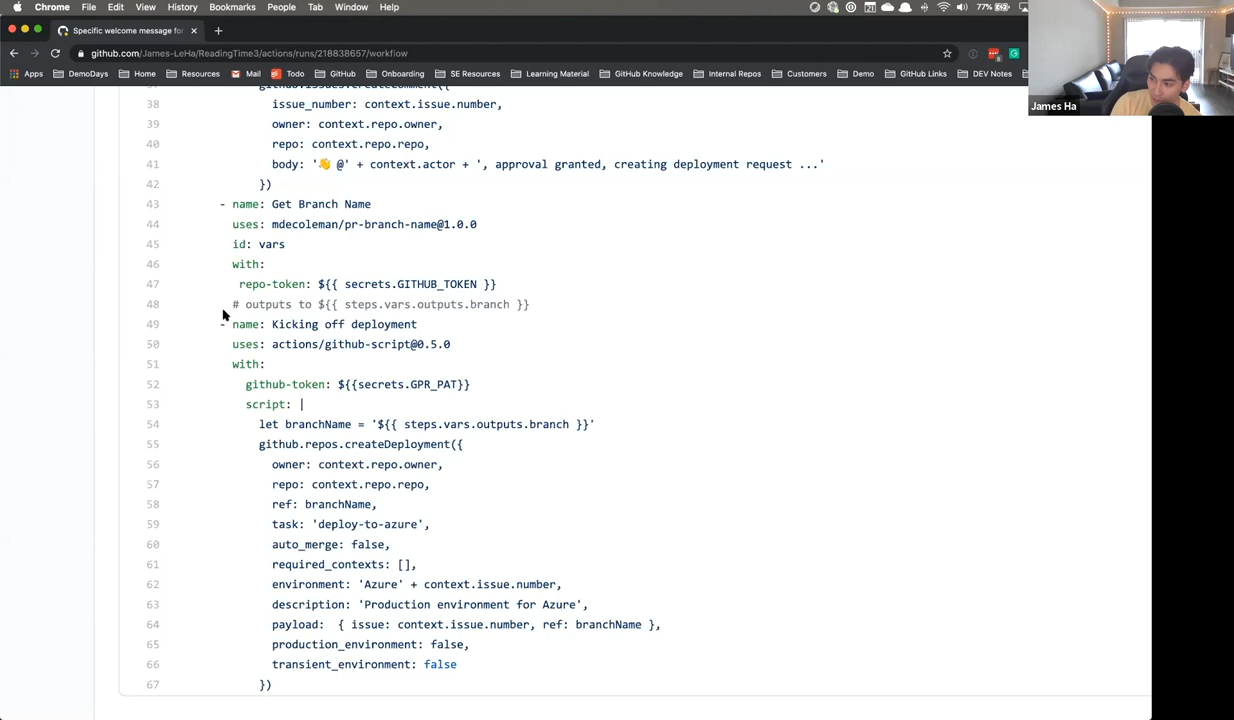 Chrome File Edit View History Bookmarks People Tab Window Help 77%
Specific welcome message for
github.com/James-LeHa/ReadingTime3/actions/runs/218838657/workflow
Apps DemoDays Home Resources Mail Todo GitHub Onboarding SE Resources Learning Material GitHub Knowledge Internal Repos Customers Demo GitHub Links DEV Notes
James Ha
37 github.issues.createComment({
38 issue_number: context.issue.number,
39 owner: context.repo.owner,
40 repo: context.repo.repo,
41 body: '👋 @' + context.actor + ', approval granted, creating deployment request ...'
42 })
43 - name: Get Branch Name
44 uses: mdecoleman/pr-branch-name@1.0.0
45 id: vars
46 with:
47 repo-token: ${{ secrets.GITHUB_TOKEN }}
48 # outputs to ${{ steps.vars.outputs.branch }}
49 - name: Kicking off deployment
50 uses: actions/github-script@0.5.0
51 with:
52 github-token: ${{secrets.GPR_PAT}}
53 script: |
54 let branchName = '${{ steps.vars.outputs.branch }}'
55 github.repos.createDeployment({
56 owner: context.repo.owner,
57 repo: context.repo.repo,
58 ref: branchName,
59 task: 'deploy-to-azure',
60 auto_merge: false,
61 required_contexts: [],
62 environment: 'Azure' + context.issue.number,
63 description: 'Production environment for Azure',
64 payload: { issue: context.issue.number, ref: branchName },
65 production_environment: false,
66 transient_environment: false
67 })